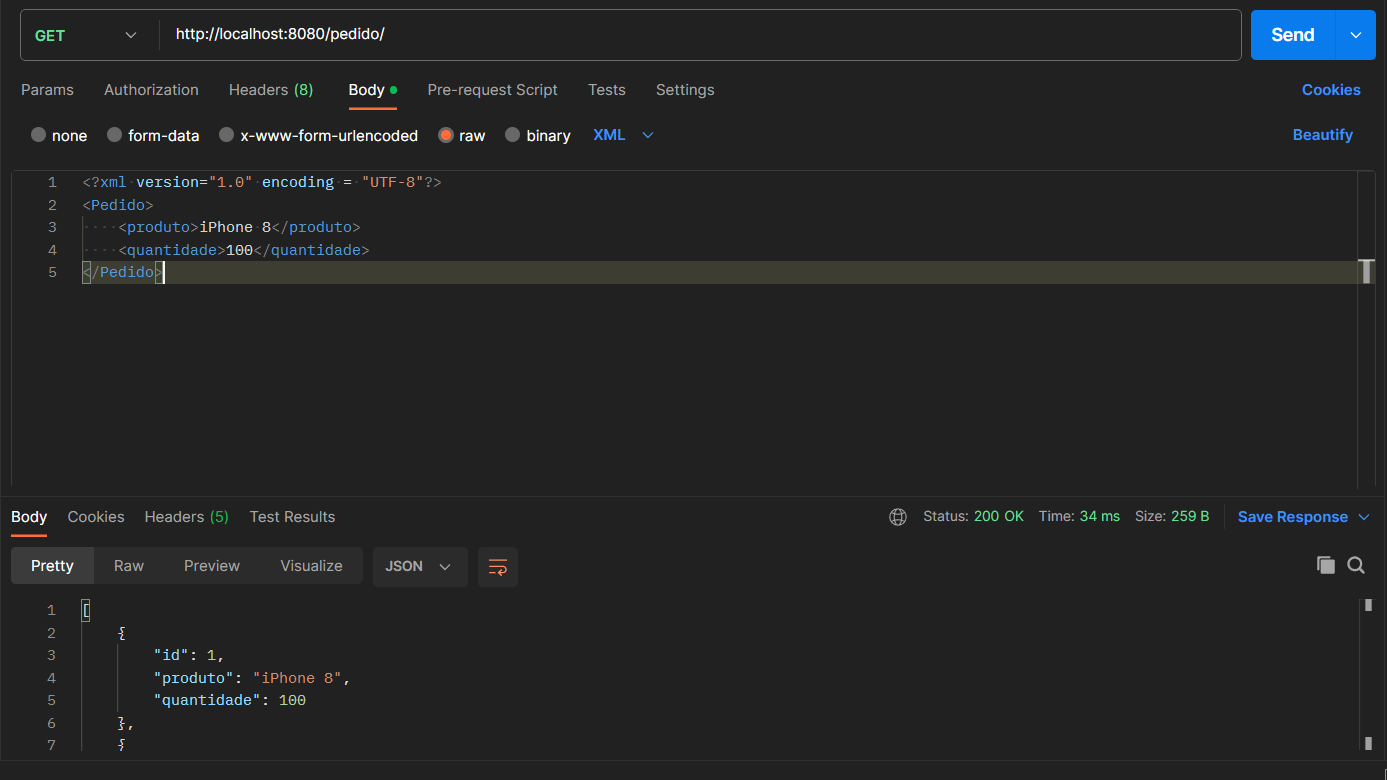 GET http://localhost:8080/pedido/ Send
Params Authorization Headers (8) Body Pre-request Script Tests Settings Cookies
none form-data x-www-form-urlencoded raw binary XML Beautify
1 <?xml version="1.0" encoding = "UTF-8"?>
2 <Pedido>
3 <produto>iPhone 8</produto>
4 <quantidade>100</quantidade>
5 </Pedido>
Body Cookies Headers (5) Test Results Status: 200 OK Time: 34 ms Size: 259 B Save Response
Pretty Raw Preview Visualize JSON
1 [
2 {
3 "id": 1,
4 "produto": "iPhone 8",
5 "quantidade": 100
6 },
7 {